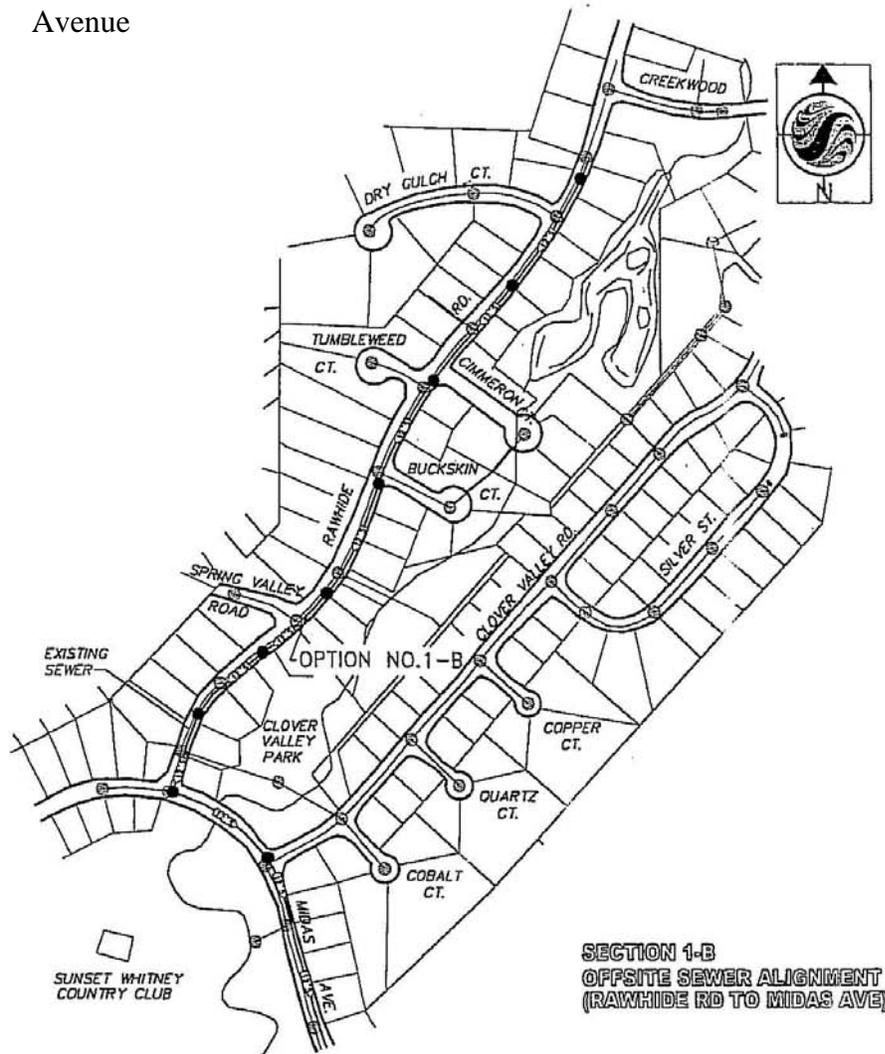 Avenue
CREEKWOOD
N
DRY GULCH CT.
RD.
TUMBLEWEED
CT.
CIMMERON
BUCKSKIN
CT.
RAWHIDE
SPRING VALLEY
ROAD
CLOVER VALLEY RD.
SILVER ST.
OPTION NO.1-B
EXISTING
SEWER
CLOVER
VALLEY
PARK
COPPER
CT.
QUARTZ
CT.
COBALT
CT.
MIDAS
AVE.
SUNSET WHITNEY
COUNTRY CLUB
SECTION 1-B
OFFSITE SEWER ALIGNMENT
(RAWHIDE RD TO MIDAS AVE)